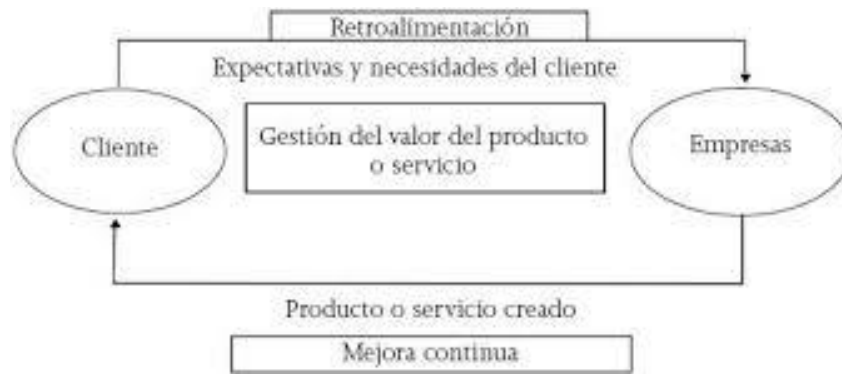 Retroalimentación
Expectativas y necesidades del cliente
Cliente
Gestión del valor del producto
o servicio
Empresas
Producto o servicio creado
Mejora continua